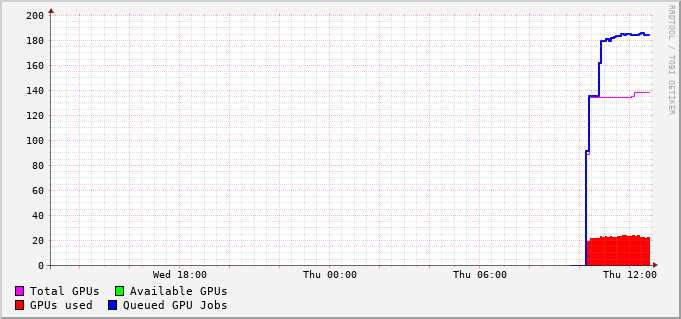 200
180
160
140
120
100
80
60
40
20
0
Wed 18:00 Thu 00:00 Thu 06:00 Thu 12:00
Total GPUs Available GPUs
GPUs used Queued GPU Jobs
RRDTOOL / TOBI OETIKER